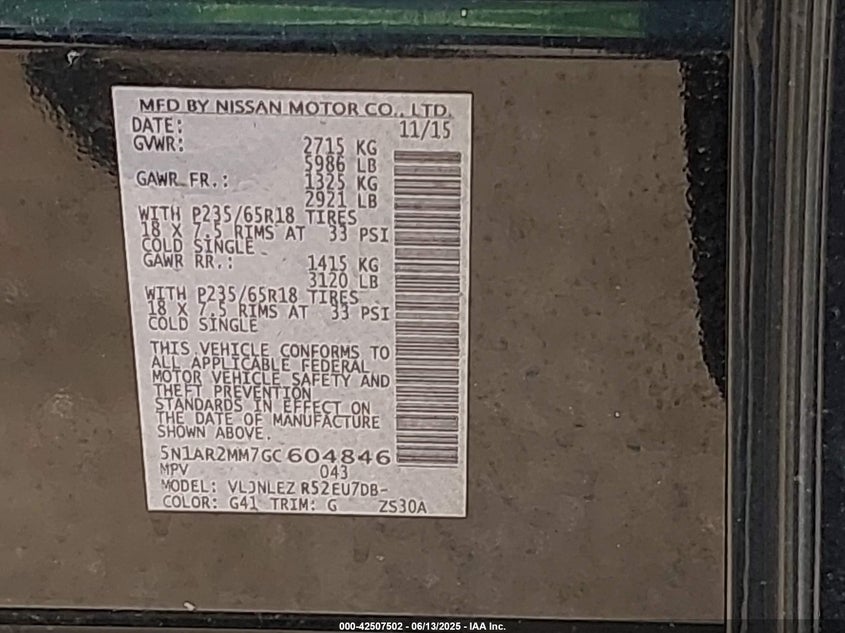 MFD BY NISSAN MOTOR CO., LTD.
DATE: 11/15
GVWR: 2715 KG
5986 LB
GAWR FR.: 1325 KG
2921 LB
WITH P235/65R18 TIRES
18 X 7.5 RIMS AT 33 PSI
COLD SINGLE
GAWR RR.: 1415 KG
3120 LB
WITH P235/65R18 TIRES
18 X 7.5 RIMS AT 33 PSI
COLD SINGLE
THIS VEHICLE CONFORMS TO
ALL APPLICABLE FEDERAL
MOTOR VEHICLE SAFETY AND
THEFT PREVENTION
STANDARDS IN EFFECT ON
THE DATE OF MANUFACTURE
SHOWN ABOVE.
5N1AR2MM7GC604846
MPV 043
MODEL: VLJNLEZ R52EU7DB-
COLOR: G41 TRIM: G ZS30A
000-42507502 - 06/13/2025 - IAA Inc.